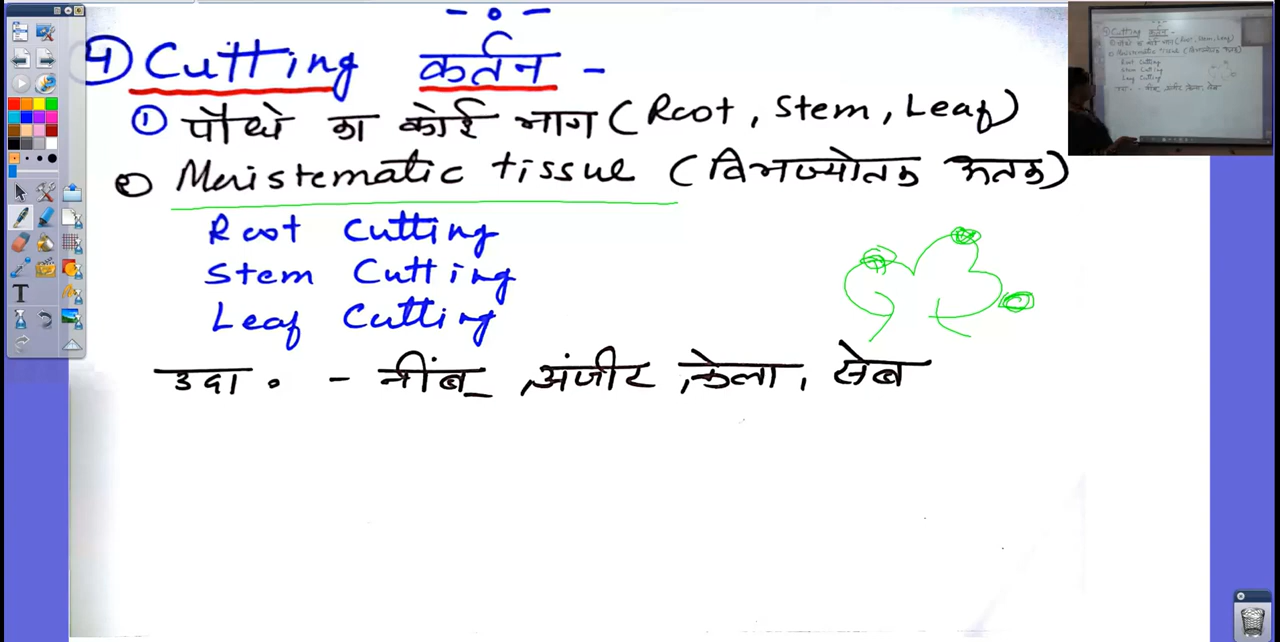 - o -
५ Cutting कर्तन -
① पौधे का कोई भाग (Root, Stem, Leaf)
② Meristematic tissue (विभज्योतक ऊतक)
Root Cutting
Stem Cutting
Leaf Cutting
उदा० - नींबू, अंजीर, केला, सेब